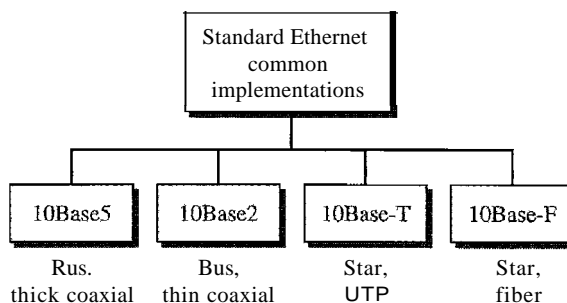 Standard Ethernet
common
implementations
10Base5
10Base2
10Base-T
10Base-F
Rus.
thick coaxial
Bus,
thin coaxial
Star,
UTP
Star,
fiber